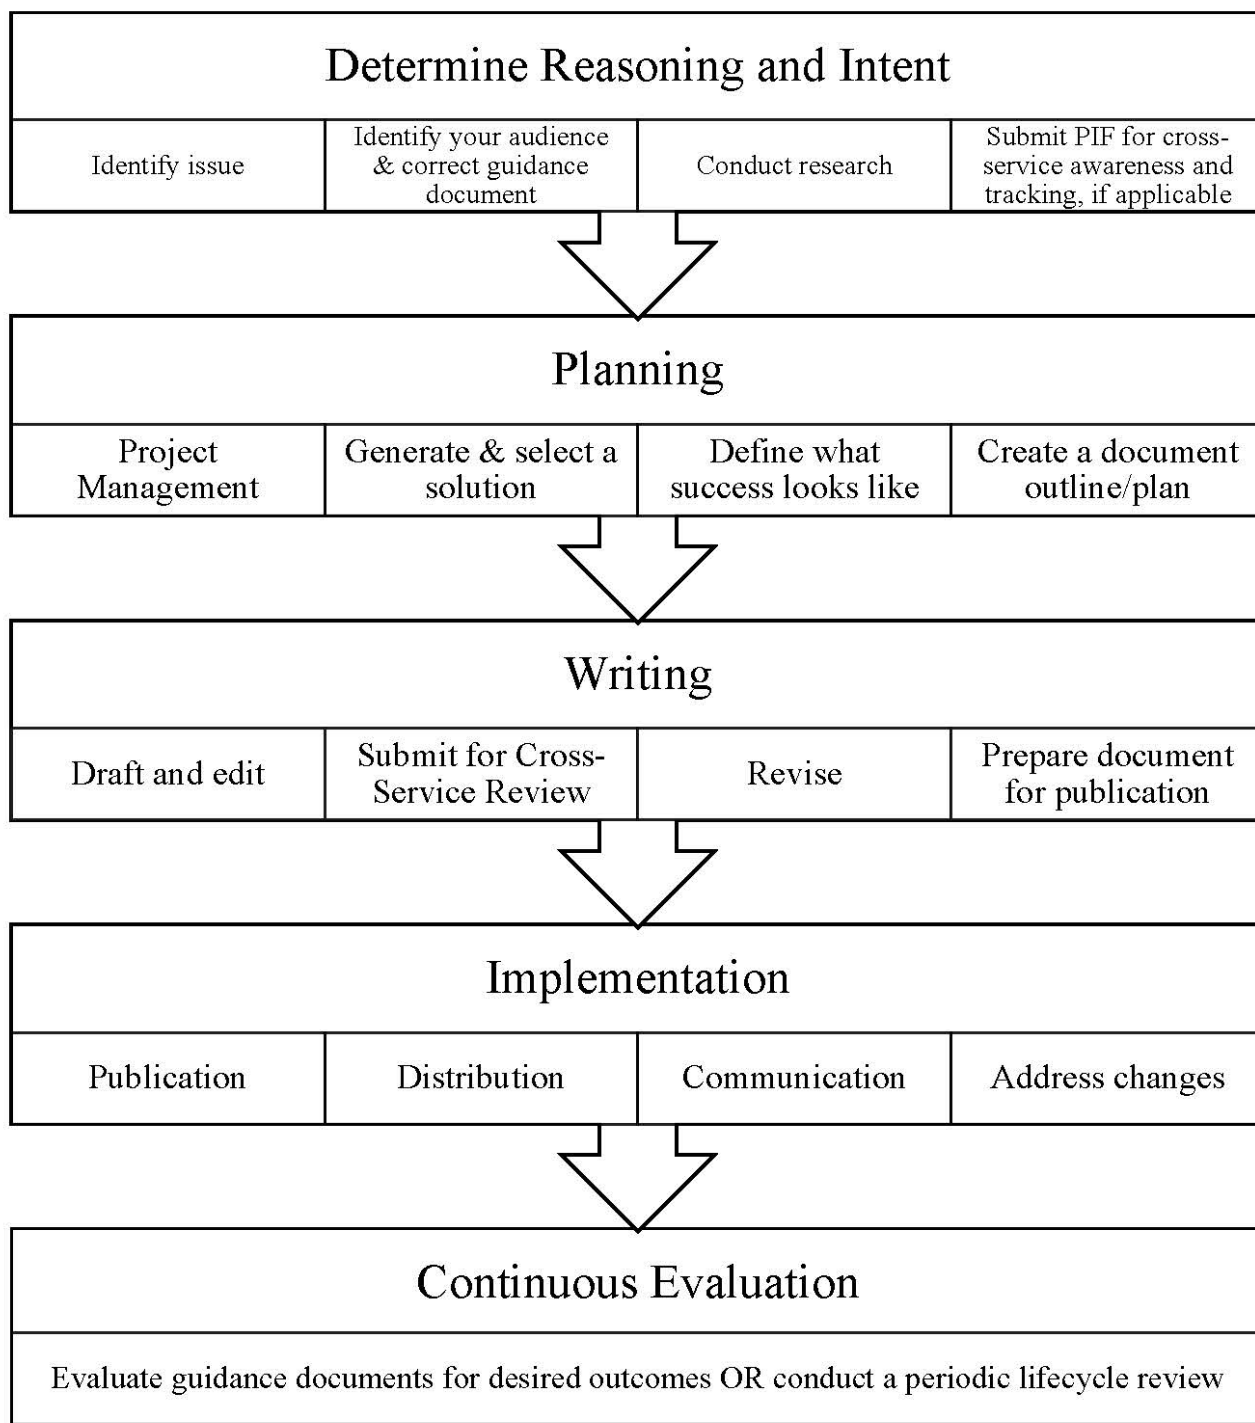 Determine Reasoning and Intent
Identify issue
Identify your audience
& correct guidance
document
Conduct research
Submit PIF for cross-
service awareness and
tracking, if applicable
Planning
Project
Management
Generate & select a
solution
Define what
success looks like
Create a document
outline/plan
Writing
Draft and edit
Submit for Cross-
Service Review
Revise
Prepare document
for publication
Implementation
Publication
Distribution
Communication
Address changes
Continuous Evaluation
Evaluate guidance documents for desired outcomes OR conduct a periodic lifecycle review